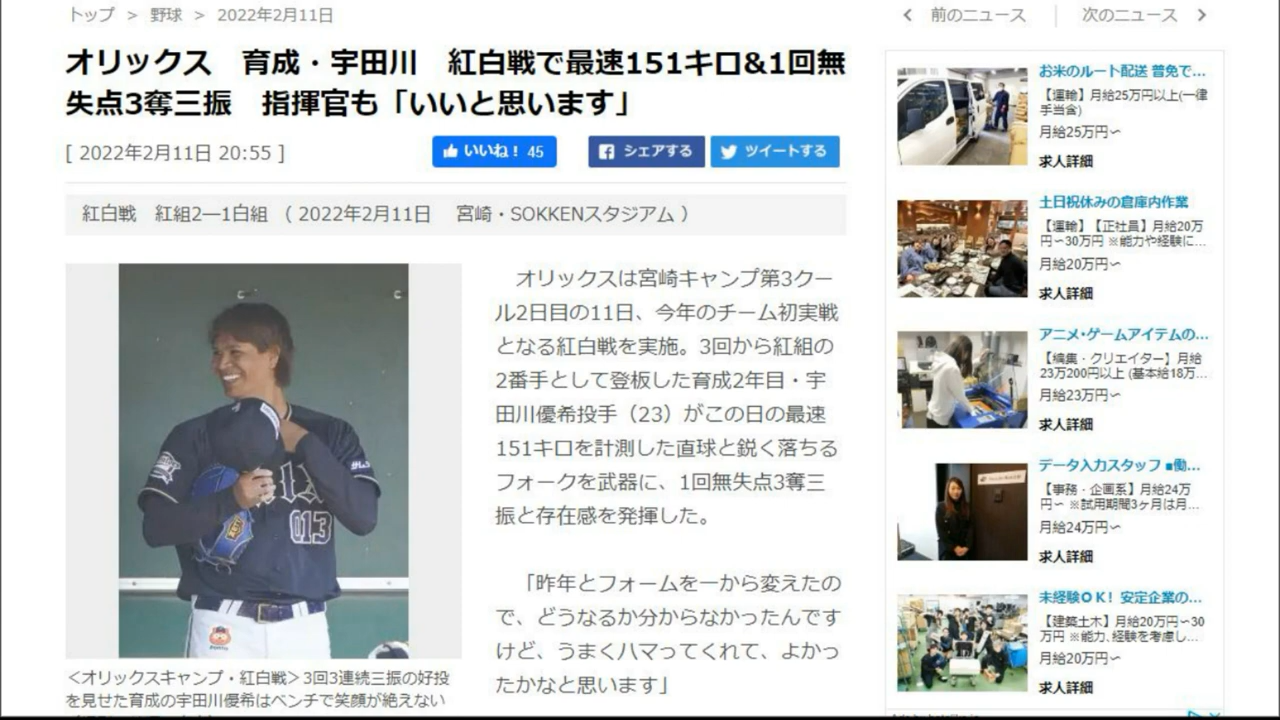 トップ > 野球 > 2022年2月11日
前のニュース 次のニュース
オリックス 育成・宇田川 紅白戦で最速151キロ&1回無
失点3奪三振 指揮官も「いいと思います」
[ 2022年2月11日 20:55 ]
いいね! 45
シェアする
ツイートする
紅白戦 紅組2―1白組 ( 2022年2月11日 宮崎・SOKKENスタジアム )
オリックスは宮崎キャンプ第3クー
ル2日目の11日、今年のチーム初実戦
となる紅白戦を実施。3回から紅組の
2番手として登板した育成2年目・宇
田川優希投手(23)がこの日の最速
151キロを計測した直球と鋭く落ちる
フォークを武器に、1回無失点3奪三
振と存在感を発揮した。
「昨年とフォームを一から変えたの
で、どうなるか分からなかったんです
けど、うまくハマってくれて、よかっ
たかなと思います」
013
<オリックスキャンプ・紅白戦>3回3連続三振の好投
を見せた育成の宇田川優希はベンチで笑顔が絶えない
お米のルート配送 普免で...
【運輸】月給25万円以上(一律
手当含)
月給25万円〜
求人詳細
土日祝休みの倉庫内作業
【運輸】【正社員】月給20万
円〜30万円 ※能力や経験に...
月給20万円〜
求人詳細
アニメ・ゲームアイテムの...
【編集・クリエイター】月給
23万200円以上 (基本給18万...
月給23万円〜
求人詳細
データ入力スタッフ ■働...
【事務・企画系】月給24万
円〜 ※試用期間3ヶ月は月...
月給24万円〜
求人詳細
未経験OK! 安定企業の...
【建築土木】月給20万円〜30
万円 ※能力、経験を考慮し...
月給20万円〜
求人詳細